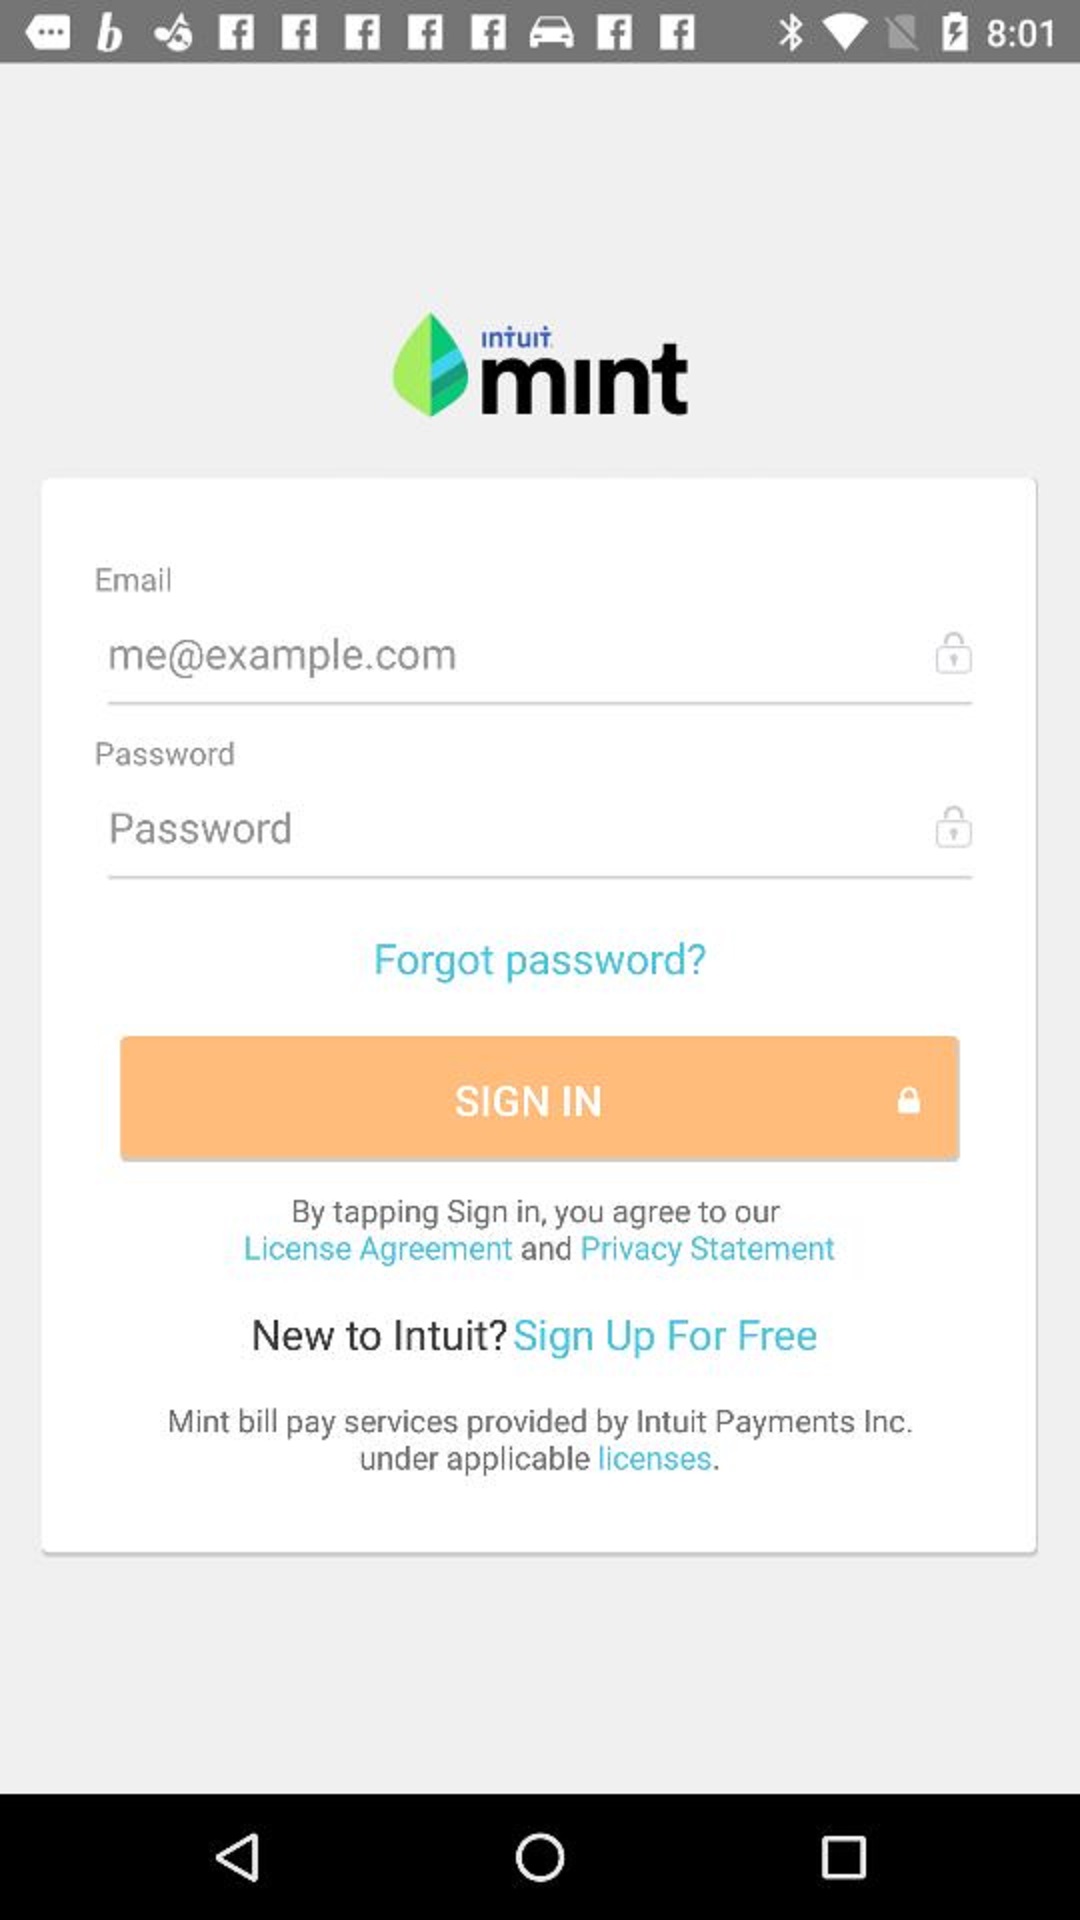 8:01
intuit
mint
Email
me@example.com
Password
Password
Forgot password?
SIGN IN
By tapping Sign in, you agree to our
License Agreement and Privacy Statement
New to Intuit? Sign Up For Free
Mint bill pay services provided by Intuit Payments Inc.
under applicable licenses.